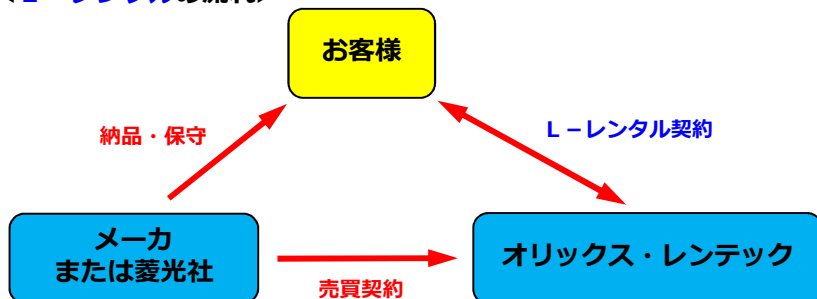 お客様
納品・保守
L－レンタル契約
メーカ
または菱光社
オリックス・レンテック
売買契約